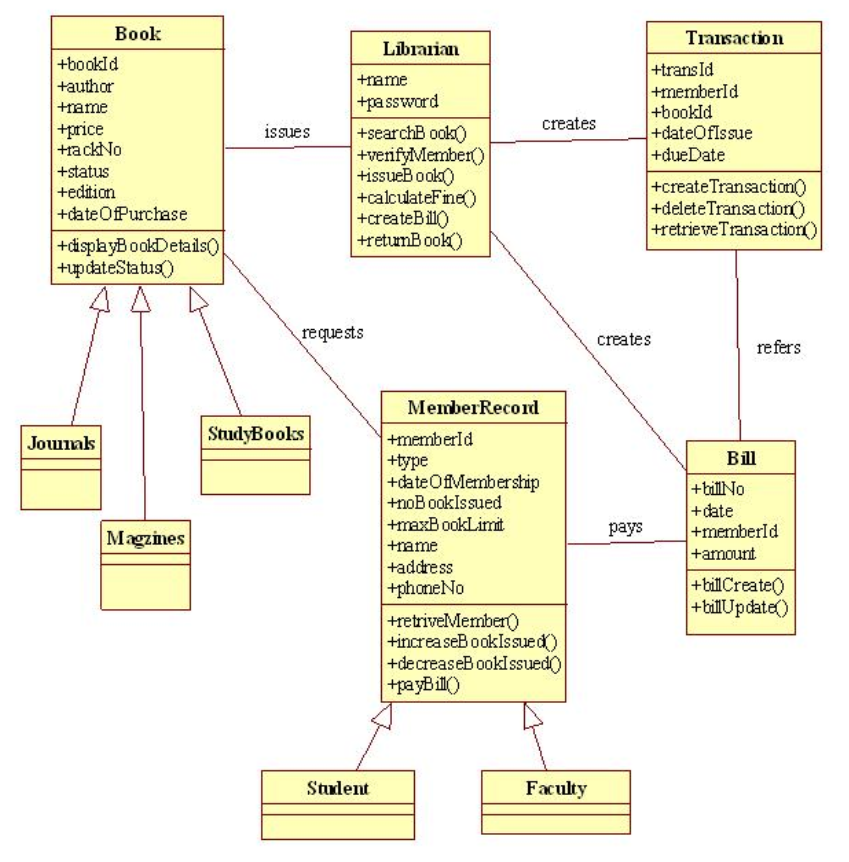 Book
+bookId
+author
+name
+price
+rackNo
+status
+edition
+dateOfPurchase
+displayBookDetails()
+updateStatus()
issues
Librarian
+name
+password
+searchBook()
+verifyMember()
+issueBook()
+calculateFine()
+createBill()
+returnBook()
creates
Transaction
+transId
+memberId
+bookId
+dateOfIssue
+dueDate
+createTransaction()
+deleteTransaction()
+retrieveTransaction()
requests
creates
refers
Journals
StudyBooks
Magzines
MemberRecord
+memberId
+type
+dateOfMembership
+noBookIssued
+maxBookLimit
+name
+address
+phoneNo
+retriveMember()
+increaseBookIssued()
+decreaseBookIssued()
+payBill()
pays
Bill
+billNo
+date
+memberId
+amount
+billCreate()
+billUpdate()
Student
Faculty